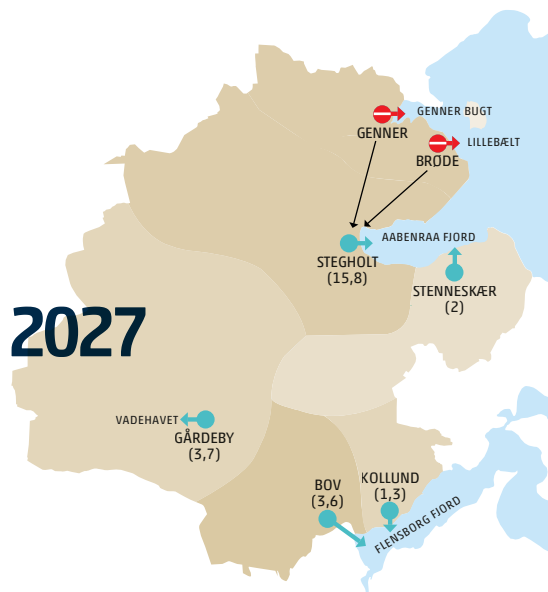 GENNER BUGT
GENNER
LILLEBÆLT
BRØDE
AABENRAA FJORD
STEGHOLT
(15,8)
STENNESKÆR
(2)
2027
VADEHAVET
GÅRDEBY
(3,7)
BOV
(3,6)
KOLLUND
(1,3)
FLENSBORG FJORD